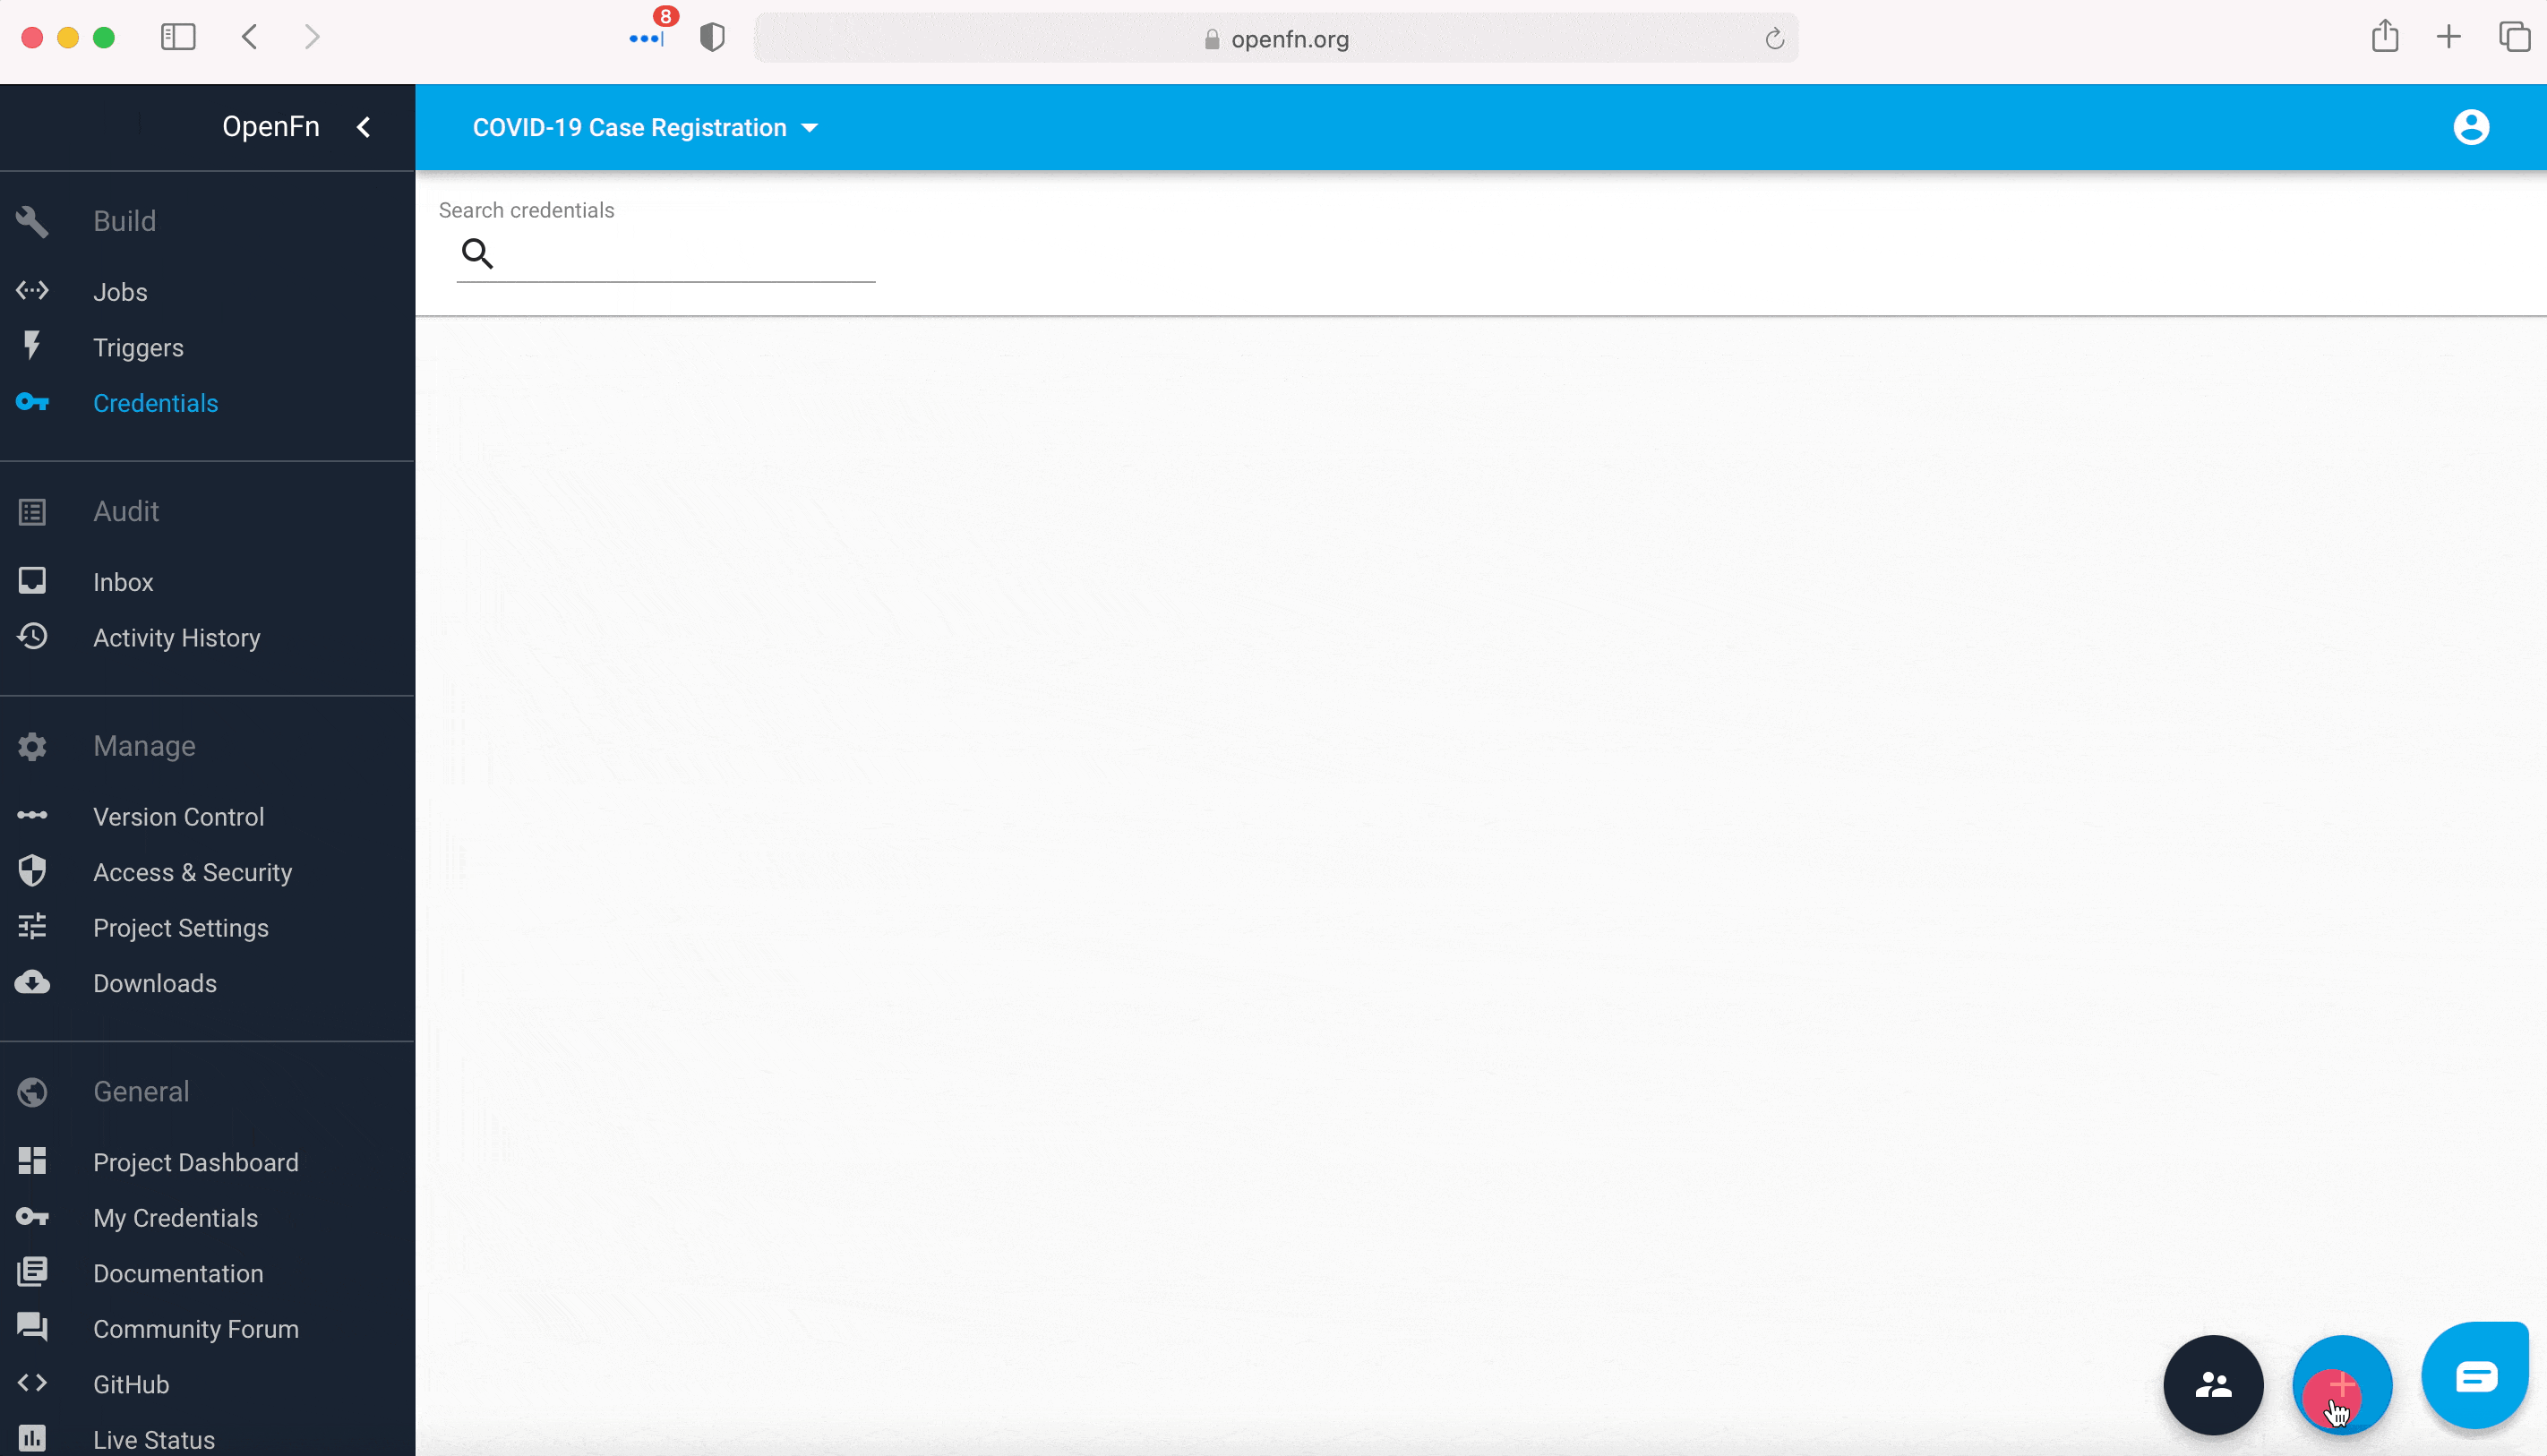 8
openfn.org
OpenFn
COVID-19 Case Registration
Search credentials
Build
Jobs
Triggers
Credentials
Audit
Inbox
Activity History
Manage
Version Control
Access & Security
Project Settings
Downloads
General
Project Dashboard
My Credentials
Documentation
Community Forum
GitHub
Live Status